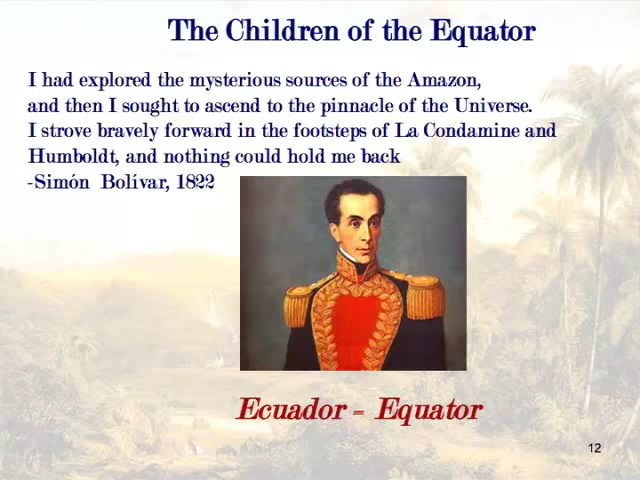 The Children of the Equator
I had explored the mysterious sources of the Amazon,
and then I sought to ascend to the pinnacle of the Universe.
I strove bravely forward in the footsteps of La Condamine and
Humboldt, and nothing could hold me back
-Simón  Bolívar, 1822
Ecuador = Equator
12